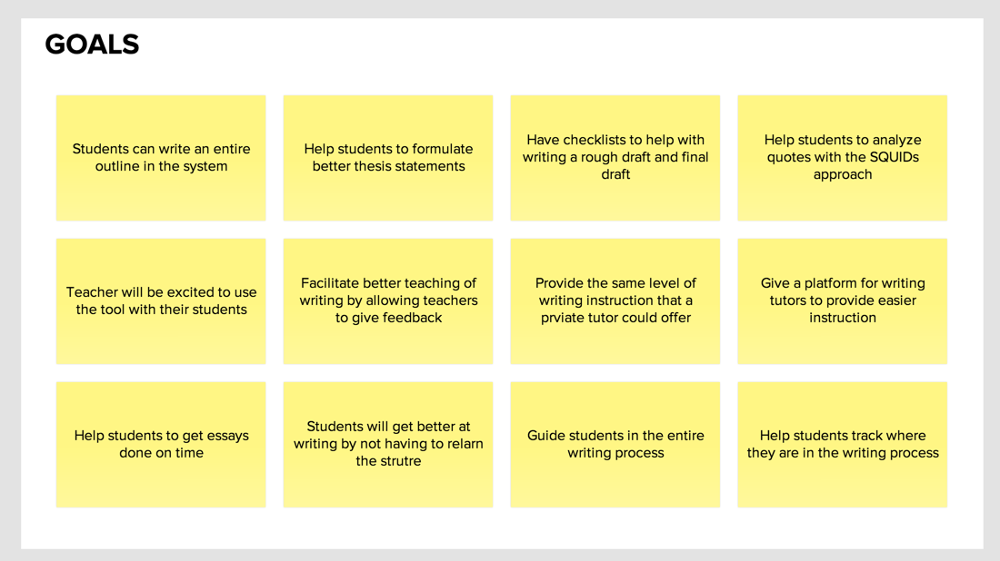 GOALS
Students can write an entire
outline in the system
Help students to formulate
better thesis statements
Have checklists to help with
writing a rough draft and final
draft
Help students to analyze
quotes with the SQUIDs
approach
Teacher will be excited to use
the tool with their students
Facilitate better teaching of
writing by allowing teachers
to give feedback
Provide the same level of
writing instruction that a
prviate tutor could offer
Give a platform for writing
tutors to provide easier
instruction
Help students to get essays
done on time
Students will get better at
writing by not having to relarn
the strutre
Guide students in the entire
writing process
Help students track where
they are in the writing process